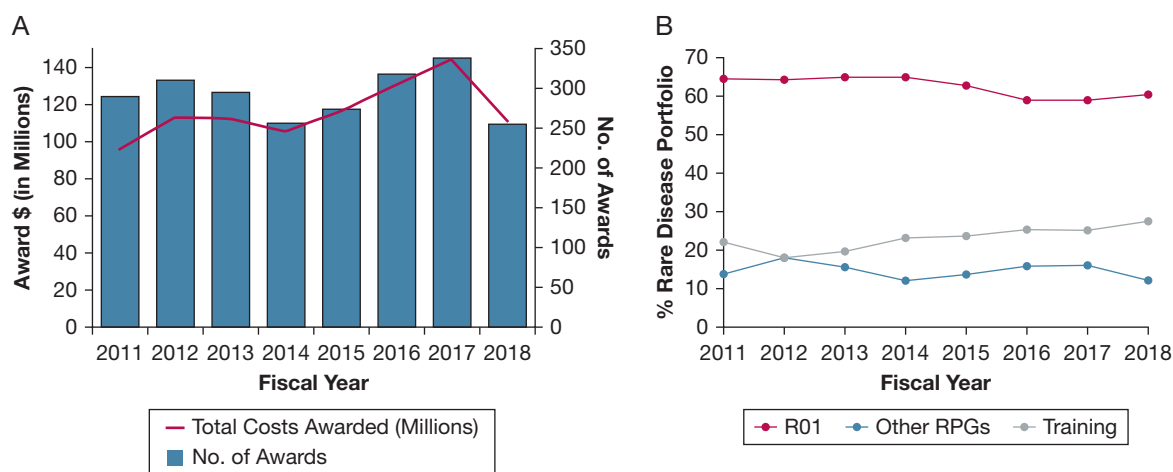 A
Award $ (in Millions)
140
120
100
80
60
40
20
0
350
300
250
200
150
100
50
0
No. of Awards
2011 2012 2013 2014 2015 2016 2017 2018
Fiscal Year
Total Costs Awarded (Millions)
No. of Awards
B
% Rare Disease Portfolio
70
60
50
40
30
20
10
0
2011 2012 2013 2014 2015 2016 2017 2018
Fiscal Year
R01 Other RPGs Training